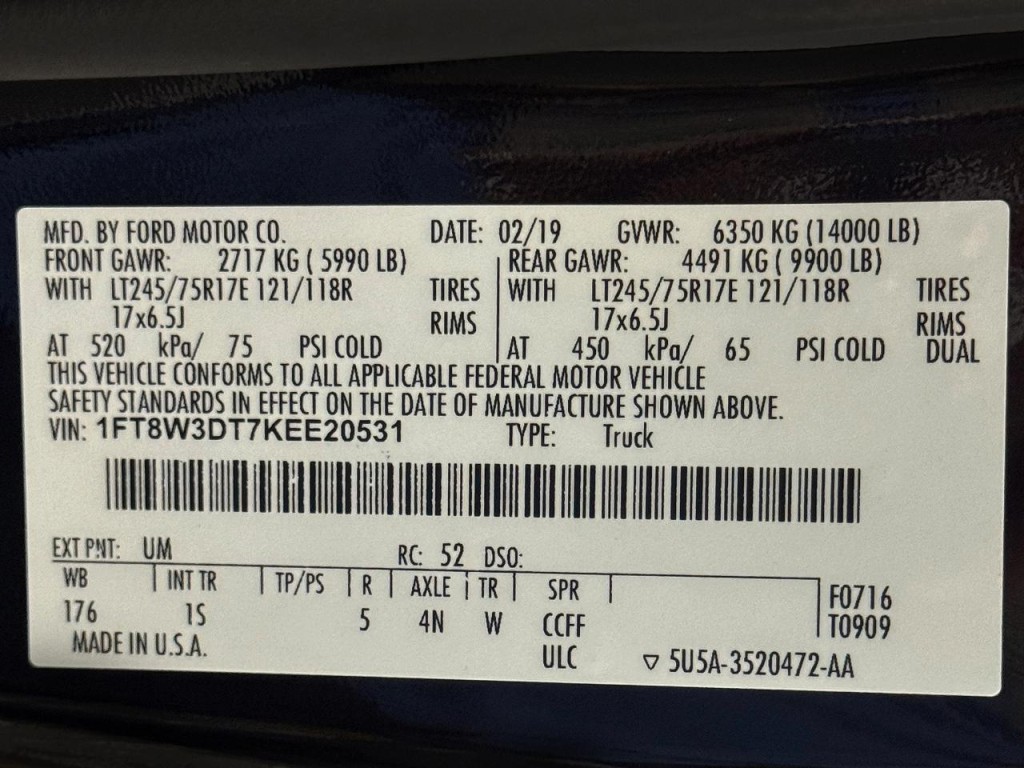 MFD. BY FORD MOTOR CO. DATE: 02/19 GVWR: 6350 KG (14000 LB)
FRONT GAWR: 2717 KG ( 5990 LB) REAR GAWR: 4491 KG ( 9900 LB)
WITH LT245/75R17E 121/118R TIRES WITH LT245/75R17E 121/118R TIRES
17x6.5J RIMS 17x6.5J RIMS
AT 520 kPa/ 75 PSI COLD AT 450 kPa/ 65 PSI COLD DUAL
THIS VEHICLE CONFORMS TO ALL APPLICABLE FEDERAL MOTOR VEHICLE
SAFETY STANDARDS IN EFFECT ON THE DATE OF MANUFACTURE SHOWN ABOVE.
VIN: 1FT8W3DT7KEE20531 TYPE: Truck
EXT PNT: UM RC: 52 DSO:
WB INT TR TP/PS R AXLE TR SPR F0716
176 1S 5 4N W CCFF T0909
MADE IN U.S.A. ULC ▽ 5U5A-3520472-AA